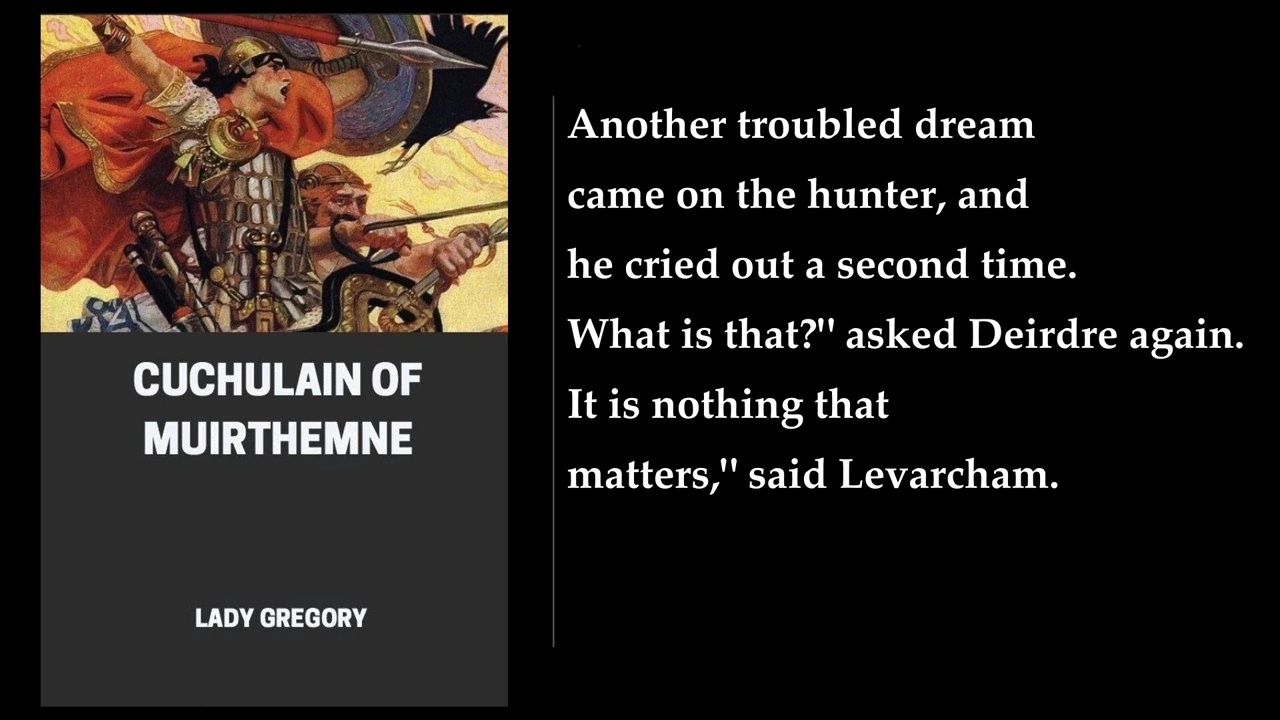 CUCHULAIN OF
MUIRTHEMNE
LADY GREGORY
Another troubled dream
came on the hunter, and
he cried out a second time.
What is that?" asked Deirdre again.
It is nothing that
matters," said Levarcham.